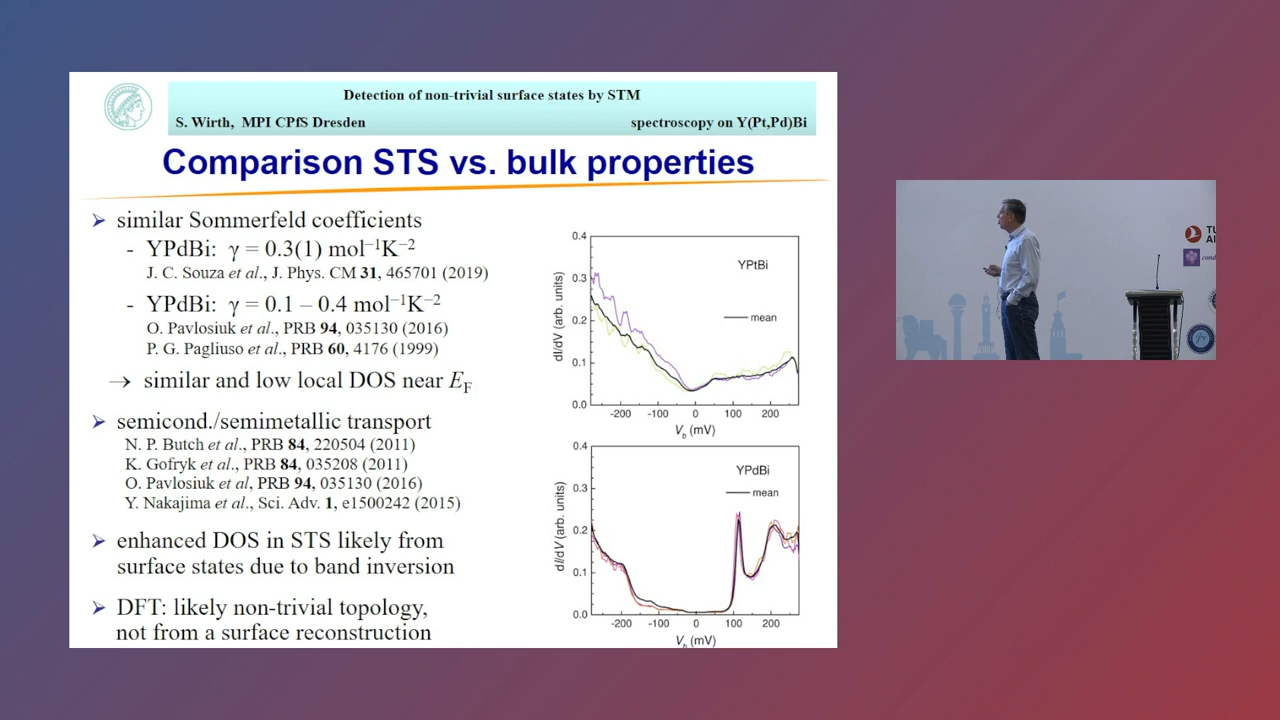 Detection of non-trivial surface states by STM
S. Wirth, MPI CPfS Dresden
spectroscopy on Y(Pt,Pd)Bi
Comparison STS vs. bulk properties
➢ similar Sommerfeld coefficients
- YPdBi: γ = 0.3(1) mol⁻¹K⁻²
J. C. Souza et al., J. Phys. CM 31, 465701 (2019)
- YPdBi: γ = 0.1 – 0.4 mol⁻¹K⁻²
O. Pavlosiuk et al., PRB 94, 035130 (2016)
P. G. Pagliuso et al., PRB 60, 4176 (1999)
→ similar and low local DOS near E_F
➢ semicond./semimetallic transport
N. P. Butch et al., PRB 84, 220504 (2011)
K. Gofryk et al., PRB 84, 035208 (2011)
O. Pavlosiuk et al, PRB 94, 035130 (2016)
Y. Nakajima et al., Sci. Adv. 1, e1500242 (2015)
➢ enhanced DOS in STS likely from
surface states due to band inversion
➢ DFT: likely non-trivial topology,
not from a surface reconstruction
0.4
0.3
0.2
0.1
0.0
dI/dV (arb. units)
YPtBi
mean
-200 -100 0 100 200
V_b (mV)
0.4
0.3
0.2
0.1
0.0
dI/dV (arb. units)
YPdBi
mean
-200 -100 0 100 200
V_b (mV)
TU
AI
cond